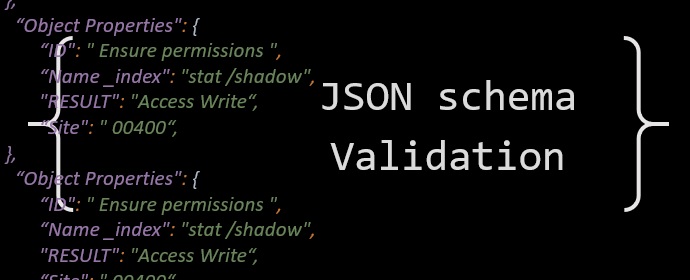 },
“Object Properties": {
“ID": " Ensure permissions ",
“Name _index": "stat /shadow",
"RESULT": "Access Write“,
“Site": " 00400“,
},
“Object Properties": {
“ID": " Ensure permissions ",
“Name _index": "stat /shadow",
"RESULT": "Access Write“,
“Site": " 00400“,
{ JSON schema }
Validation